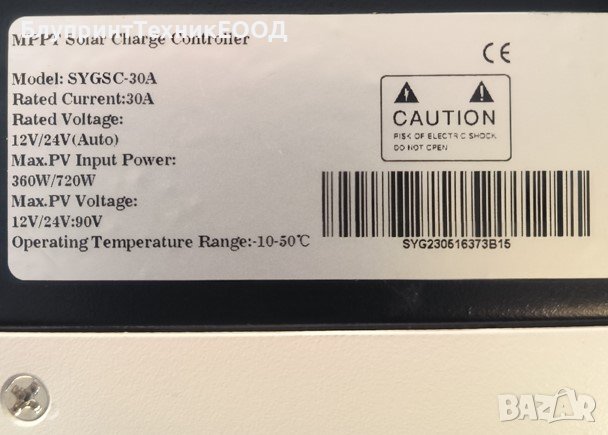 БлупринтТехникЕООД
MPPT Solar Charge Controller
Model: SYGSC-30A
Rated Current:30A
Rated Voltage:
12V/24V(Auto)
Max.PV Input Power:
360W/720W
Max.PV Voltage:
12V/24V:90V
Operating Temperature Range:-10-50℃
CE
CAUTION
RISK OF ELECTRIC SHOCK
DO NOT OPEN
SYG230516373B15
BAZAR